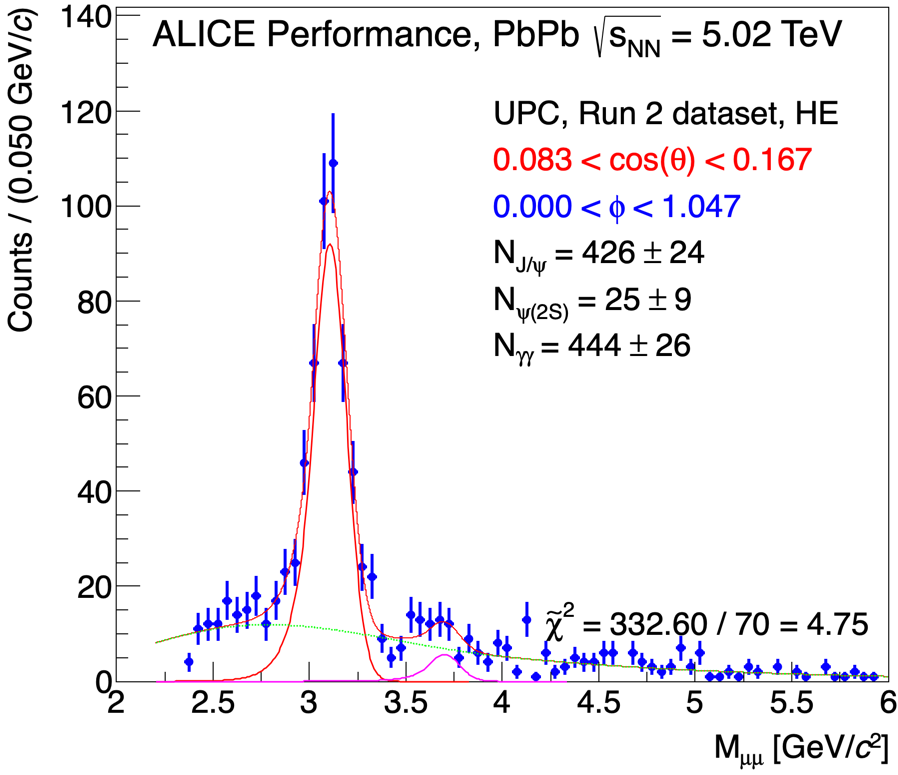 ALICE Performance, PbPb √s_NN = 5.02 TeV
UPC, Run 2 dataset, HE
0.083 < cos(θ) < 0.167
0.000 < ϕ < 1.047
N_J/ψ = 426 ± 24
N_ψ(2S) = 25 ± 9
N_γγ = 444 ± 26
χ̃² = 332.60 / 70 = 4.75
Counts / (0.050 GeV/c)
140
120
100
80
60
40
20
0
2 2.5 3 3.5 4 4.5 5 5.5 6
M_μμ [GeV/c²]